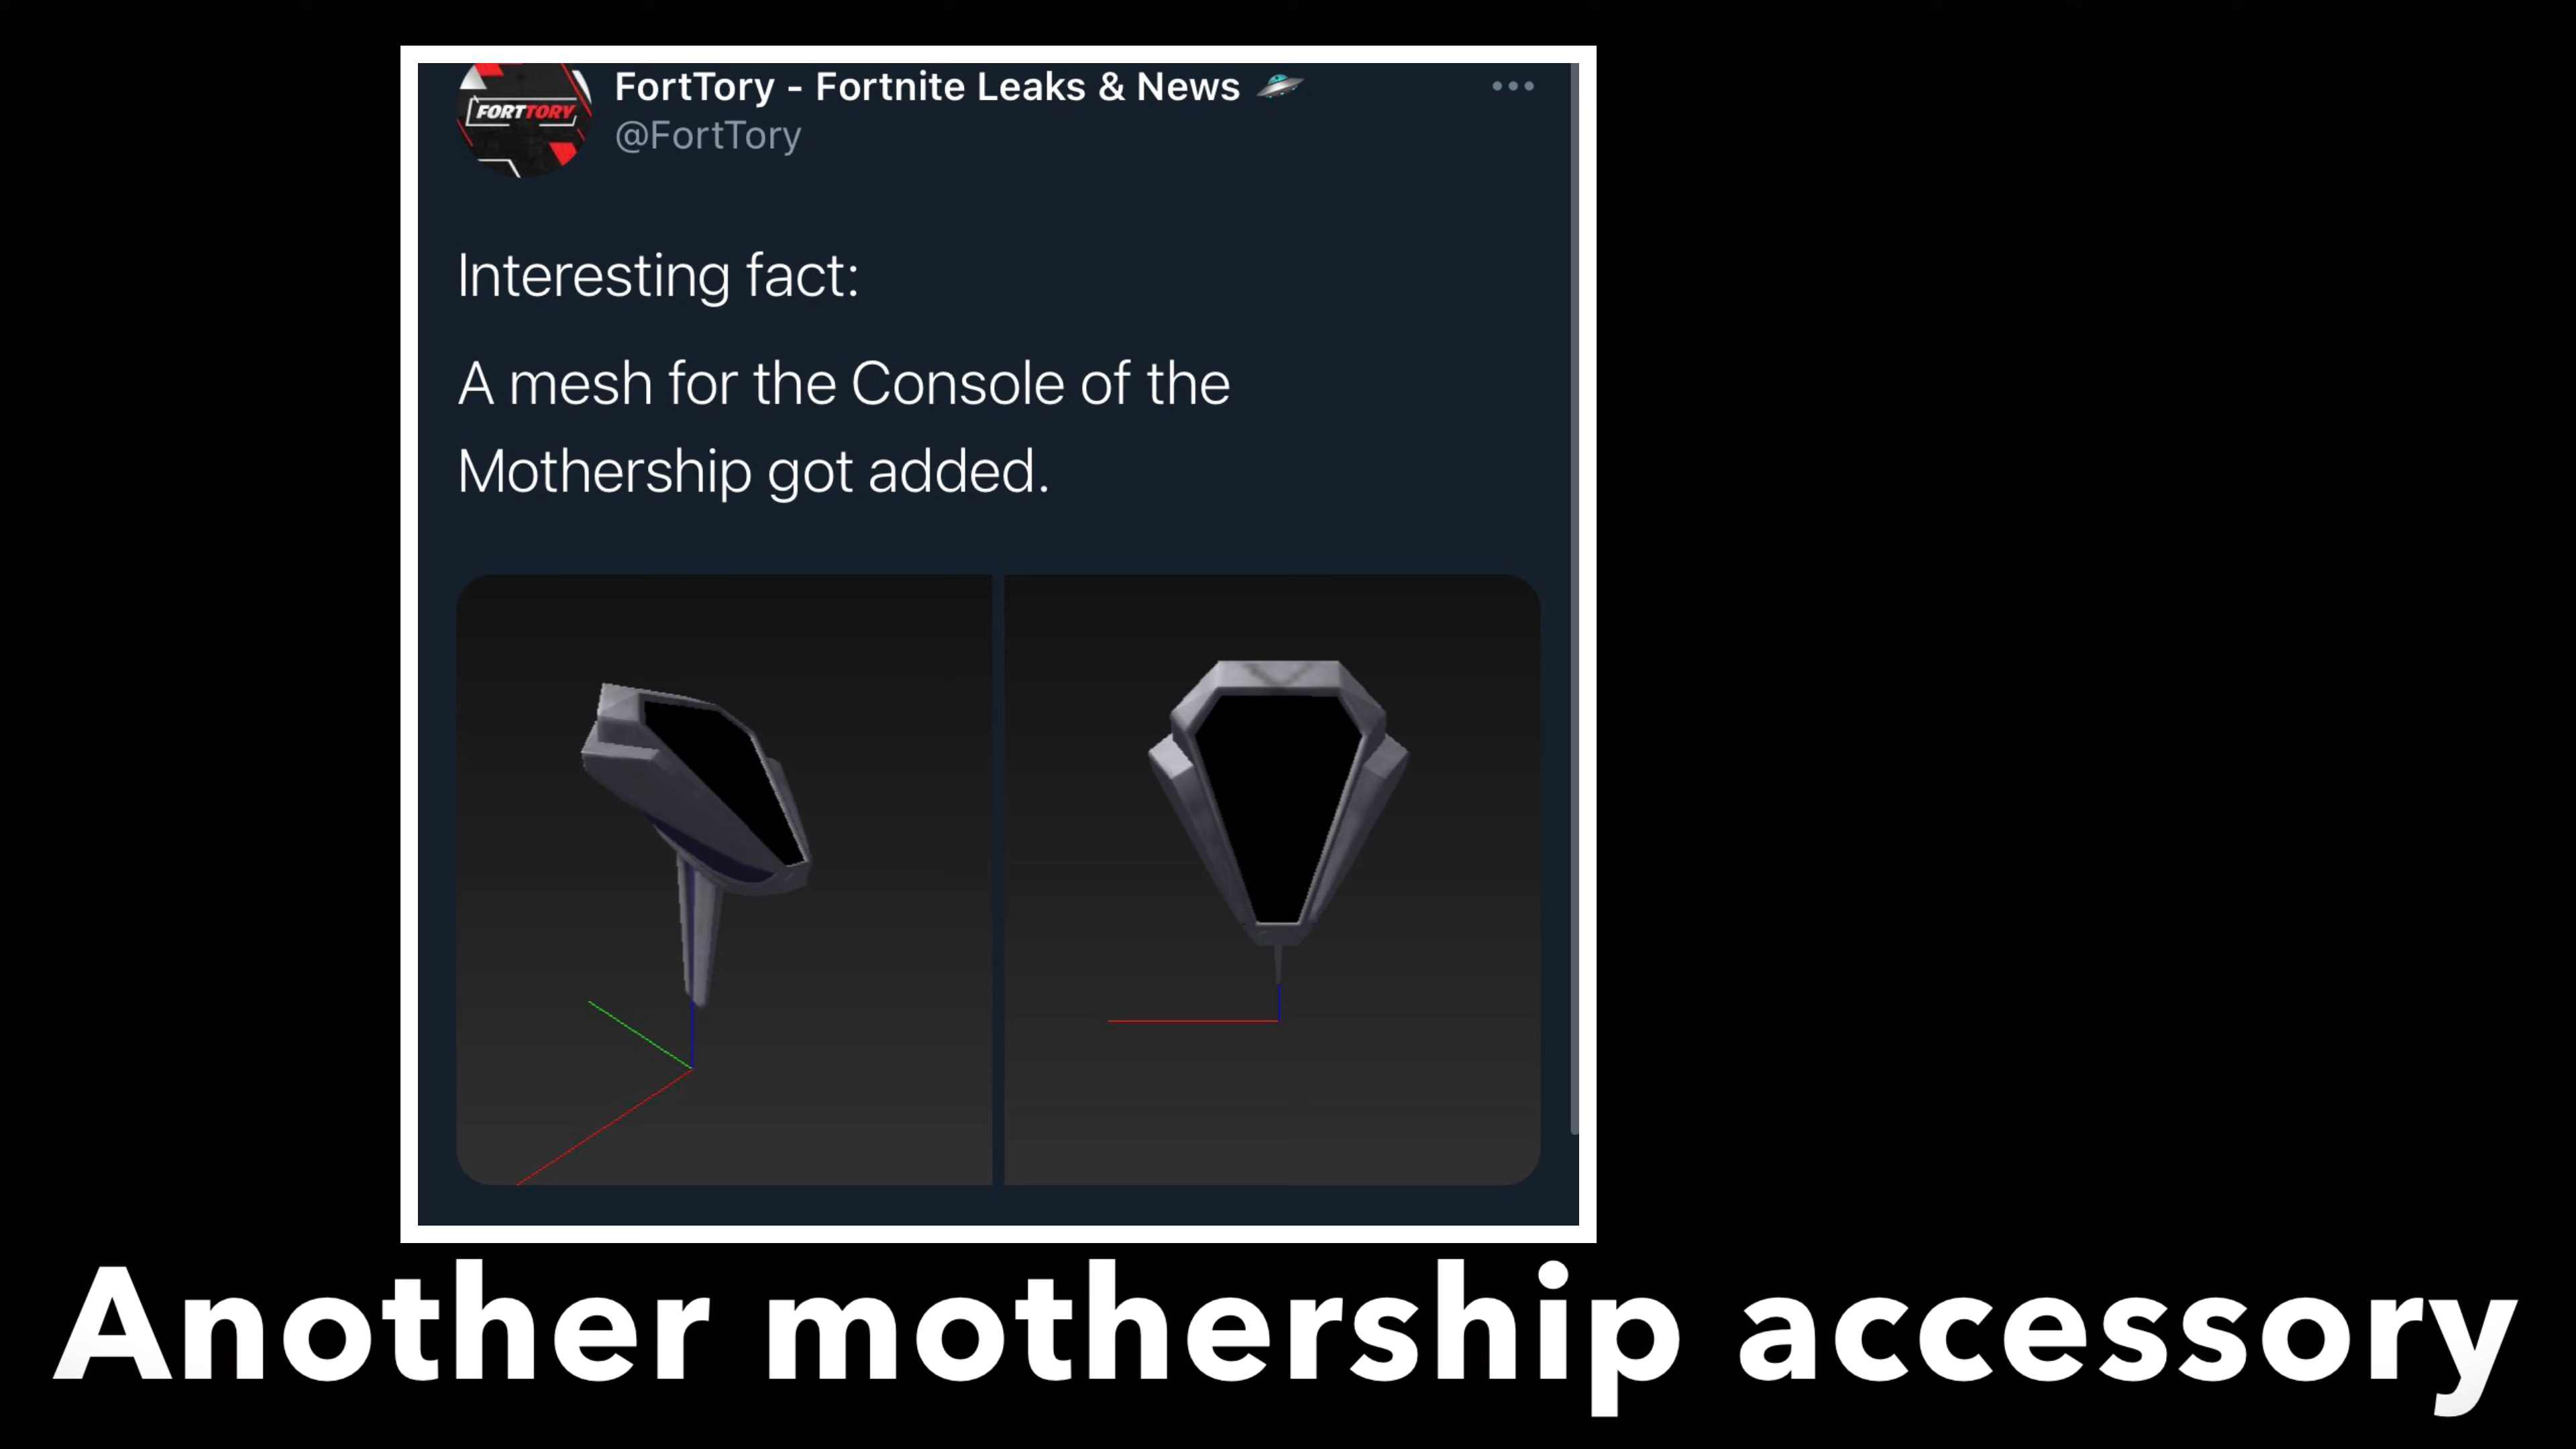 FortTory - Fortnite Leaks & News 🛸
FORTTORY
@FortTory
Interesting fact:
A mesh for the Console of the
Mothership got added.
Another mothership accessory